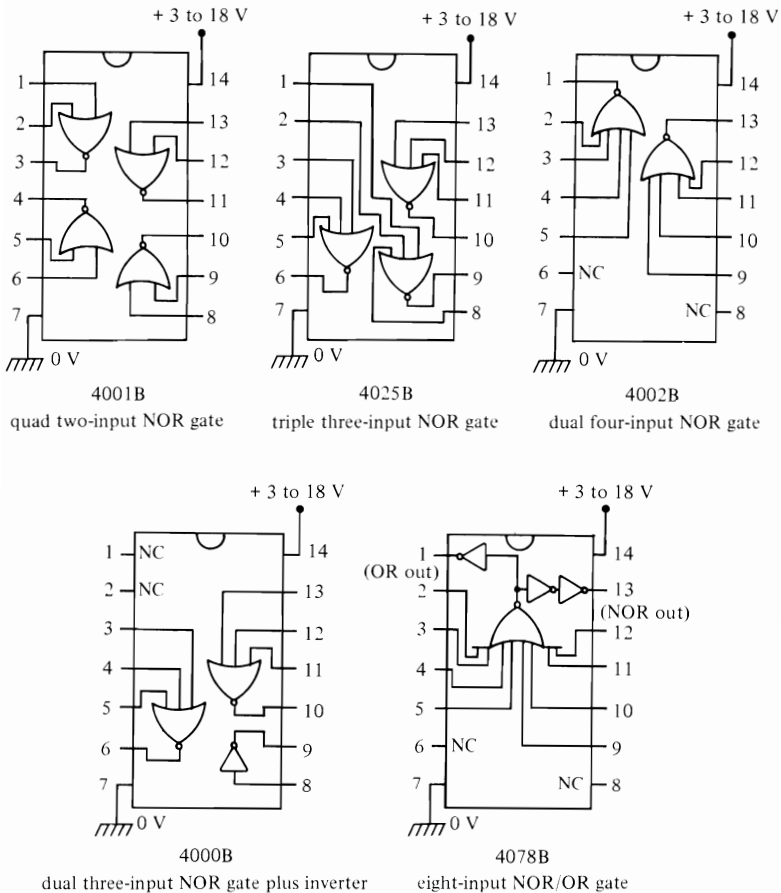 + 3 to 18 V
1
2
3
4
5
6
7
14
13
12
11
10
9
8
0 V
4001B
quad two-input NOR gate
+ 3 to 18 V
1
2
3
4
5
6
7
14
13
12
11
10
9
8
0 V
4025B
triple three-input NOR gate
+ 3 to 18 V
1
2
3
4
5
6 NC
7
14
13
12
11
10
9
NC 8
0 V
4002B
dual four-input NOR gate
+ 3 to 18 V
1 NC
2 NC
3
4
5
6
7
14
13
12
11
10
9
8
0 V
4000B
dual three-input NOR gate plus inverter
+ 3 to 18 V
1
(OR out)
2
3
4
5
6 NC
7
14
13
(NOR out)
12
11
10
9
NC 8
0 V
4078B
eight-input NOR/OR gate